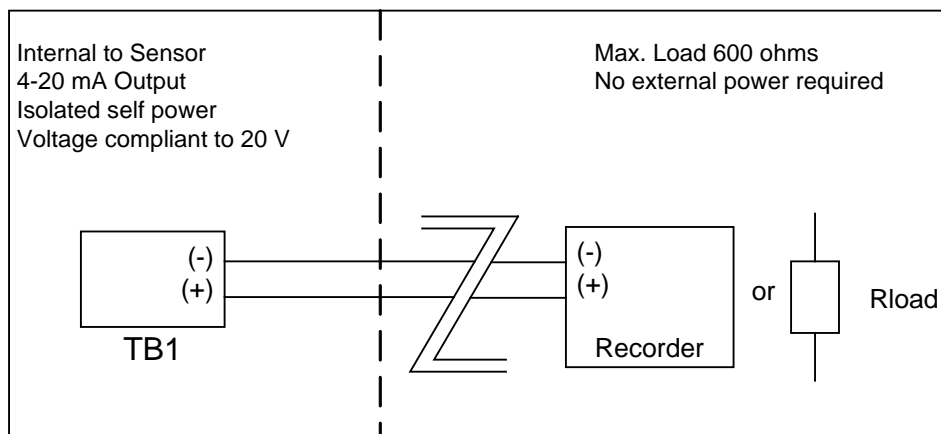 Internal to Sensor
4-20 mA Output
Isolated self power
Voltage compliant to 20 V
Max. Load 600 ohms
No external power required
(-)
(+)
TB1
(-)
(+)
Recorder
or
Rload